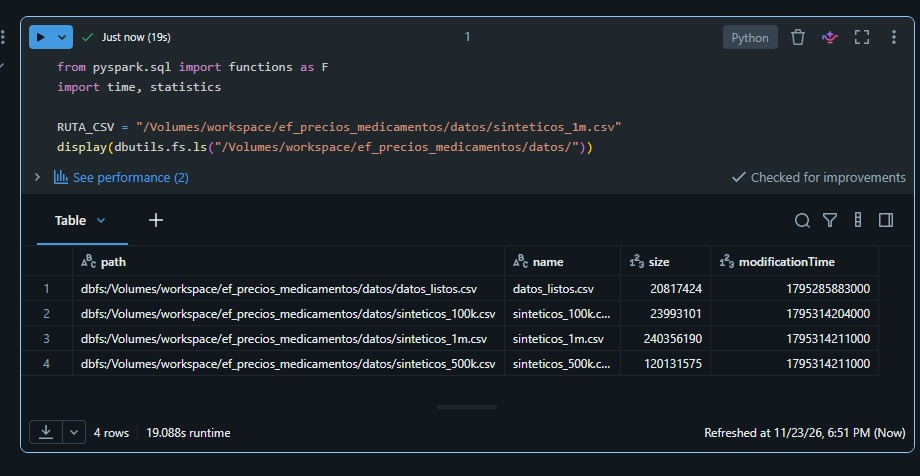 Just now (19s)
1
Python
from pyspark.sql import functions as F
import time, statistics
RUTA_CSV = "/Volumes/workspace/ef_precios_medicamentos/datos/sinteticos_1m.csv"
display(dbutils.fs.ls("/Volumes/workspace/ef_precios_medicamentos/datos/"))
See performance (2)
Checked for improvements
Table
ABC path ABC name 123 size 123 modificationTime
1 dbfs:/Volumes/workspace/ef_precios_medicamentos/datos/datos_listos.csv datos_listos.csv 20817424 1795285883000
2 dbfs:/Volumes/workspace/ef_precios_medicamentos/datos/sinteticos_100k.csv sinteticos_100k.c... 23993101 1795314204000
3 dbfs:/Volumes/workspace/ef_precios_medicamentos/datos/sinteticos_1m.csv sinteticos_1m.csv 240356190 1795314211000
4 dbfs:/Volumes/workspace/ef_precios_medicamentos/datos/sinteticos_500k.csv sinteticos_500k.c... 120131575 1795314211000
4 rows 19.088s runtime
Refreshed at 11/23/26, 6:51 PM (Now)